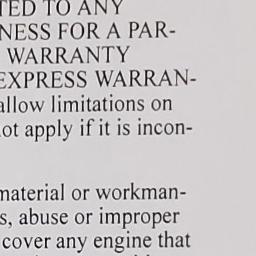 TED TO ANY
NESS FOR A PAR-
WARRANTY
EXPRESS WARRAN-
allow limitations on
ot apply if it is incon-
material or workman-
s, abuse or improper
cover any engine that